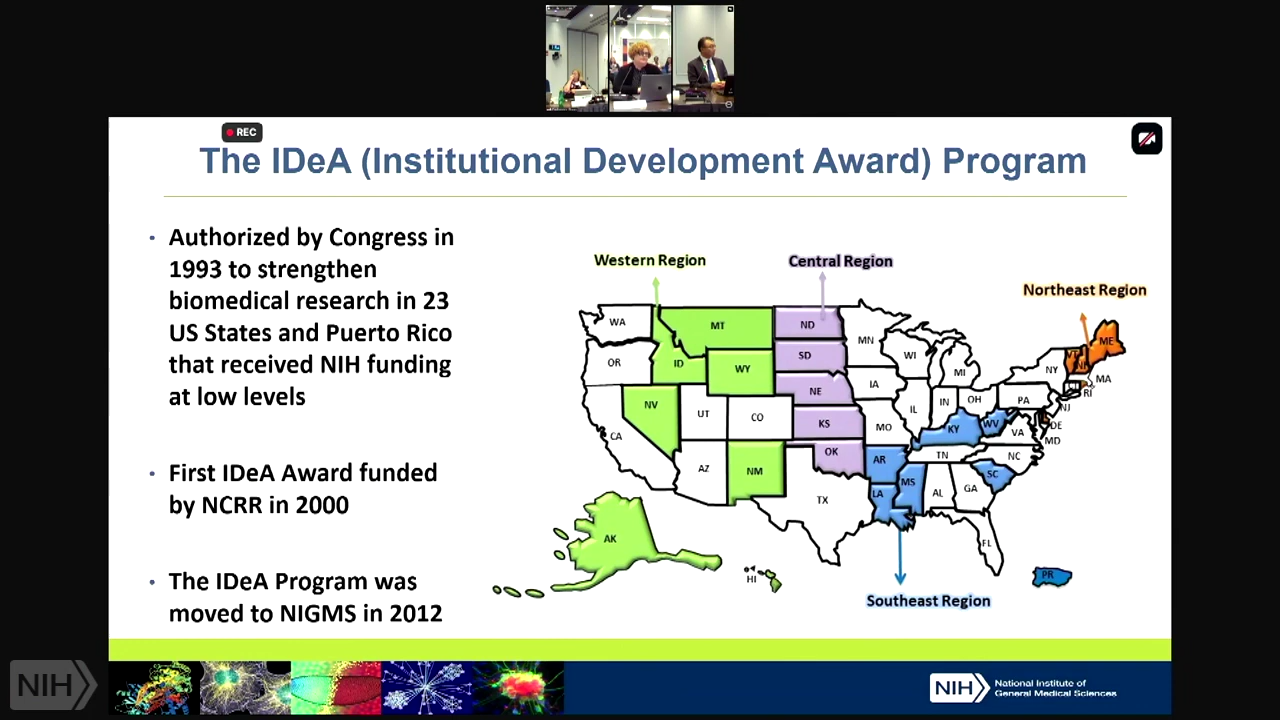 REC
The IDeA (Institutional Development Award) Program
Authorized by Congress in
1993 to strengthen
biomedical research in 23
US States and Puerto Rico
that received NIH funding
at low levels
First IDeA Award funded
by NCRR in 2000
The IDeA Program was
moved to NIGMS in 2012
Western Region
Central Region
Northeast Region
WA
MT
ND
ME
OR
ID
WY
SD
MN
WI
MI
NY
VT
NH
MA
RI
NV
UT
CO
NE
IA
IL
IN
OH
PA
NJ
CA
KS
MO
KY
WV
VA
DE
MD
AZ
NM
OK
AR
TN
NC
TX
LA
MS
AL
GA
SC
FL
AK
HI
PR
Southeast Region
NIH
NIH
National Institute of
General Medical Sciences